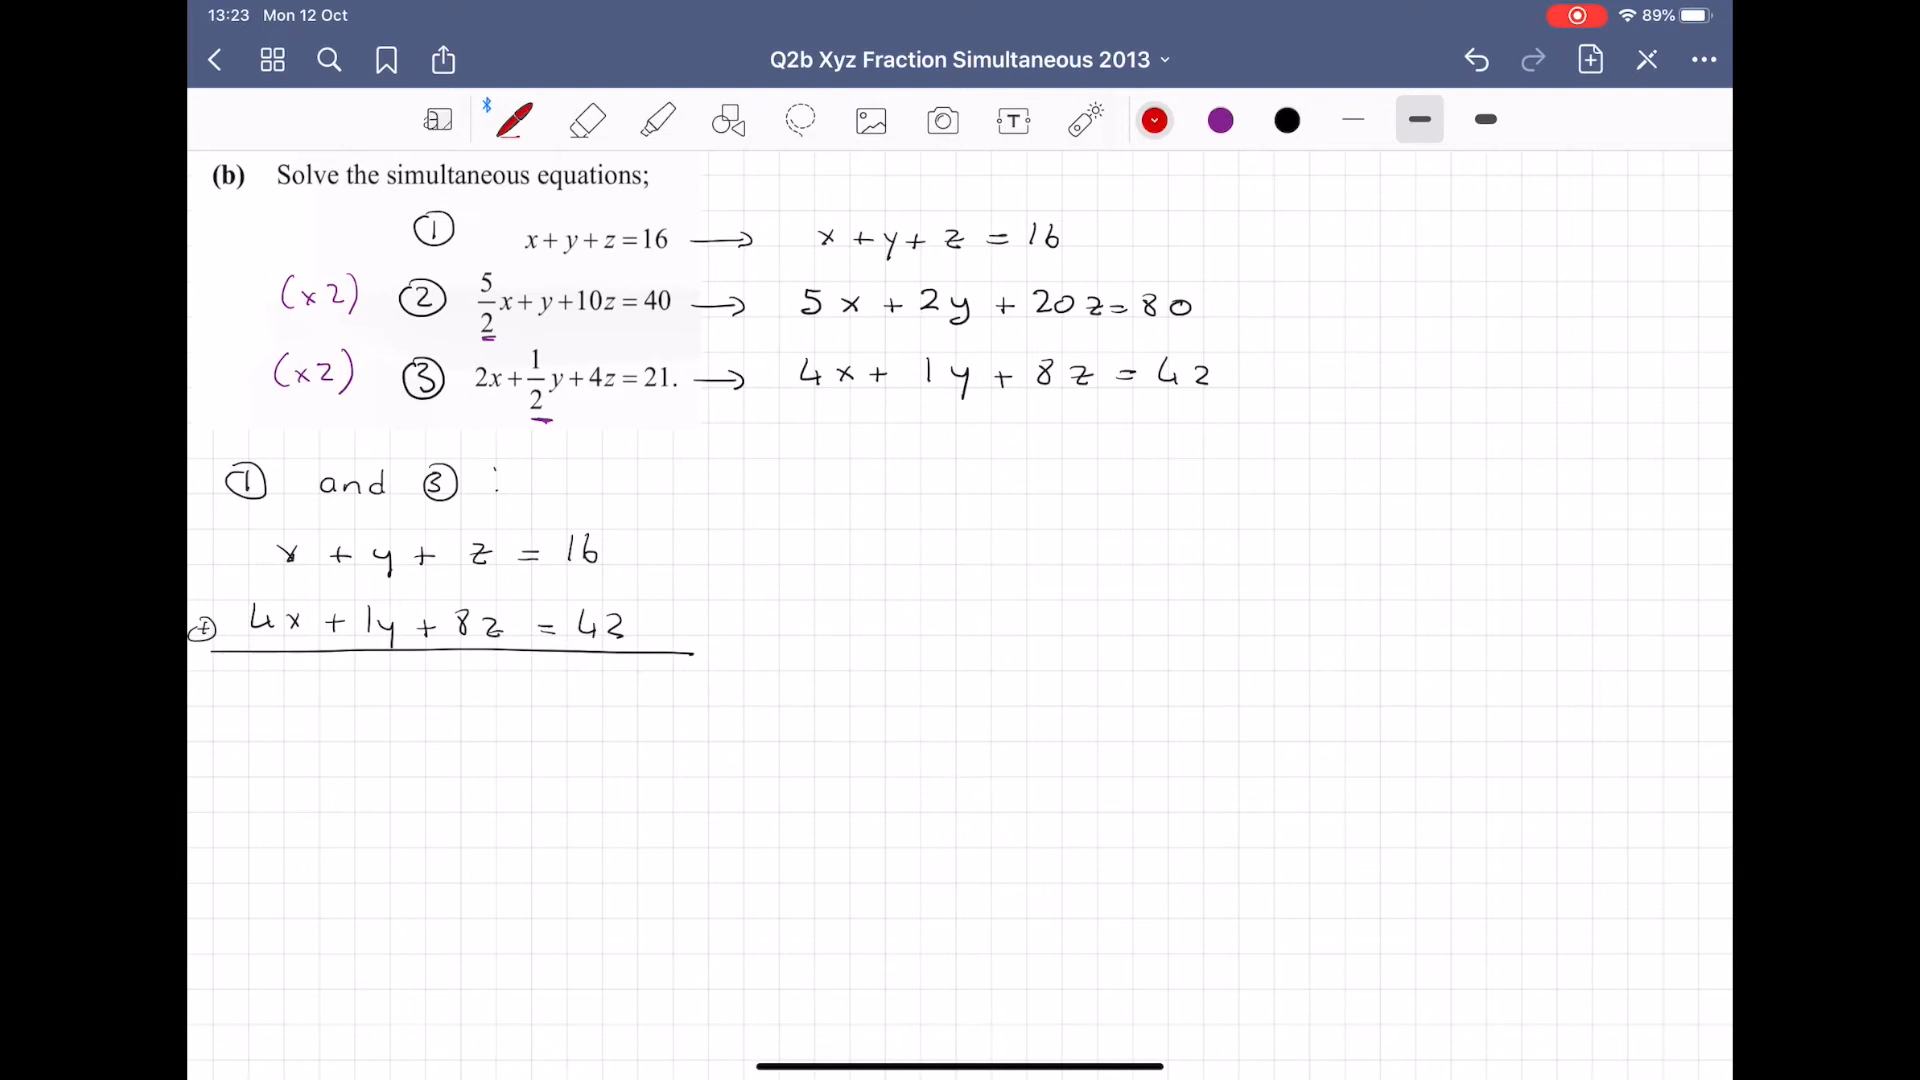 13:23 Mon 12 Oct 89%
Q2b Xyz Fraction Simultaneous 2013
(b) Solve the simultaneous equations;
① x + y + z = 16 → x + y + z = 16
(x2) ② 5/2 x + y + 10z = 40 → 5x + 2y + 20z = 80
(x2) ③ 2x + 1/2 y + 4z = 21. → 4x + 1y + 8z = 42
① and ③ :
x + y + z = 16
⊕ 4x + 1y + 8z = 42